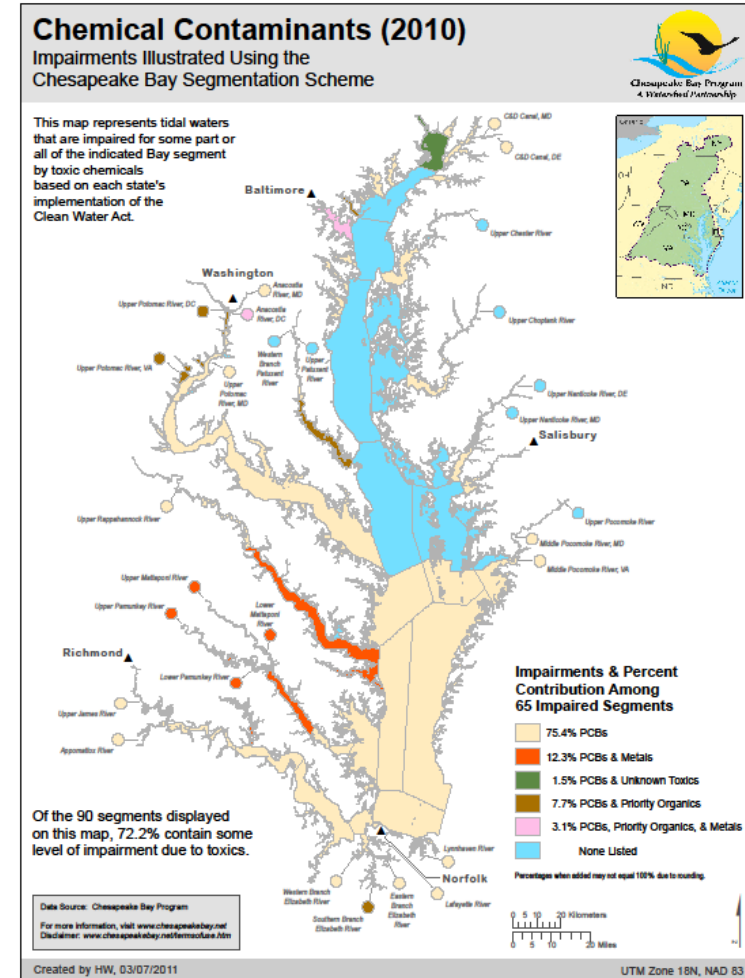 Chemical Contaminants (2010)
Impairments Illustrated Using the
Chesapeake Bay Segmentation Scheme
Chesapeake Bay Program
A Watershed Partnership
This map represents tidal waters
that are impaired for some part or
all of the indicated Bay segment
by toxic chemicals
based on each state's
implementation of the
Clean Water Act.
C&D Canal, MD
C&D Canal, DE
Baltimore
Upper Chester River
Washington
Anacostia
River, MD
Upper Potomac River, DC
Anacostia
River, DC
Upper Choptank River
Western
Branch
Patuxent
River
Upper
Patuxent
River
Upper Potomac River, VA
Upper
Potomac
River, MD
Upper Nanticoke River, DE
Upper Nanticoke River, MD
Salisbury
Upper Rappahannock River
Upper Pocomoke River
Middle Pocomoke River, MD
Middle Pocomoke River, VA
Upper Mattaponi River
Upper Pamunkey River
Lower
Mattaponi
River
Richmond
Lower Pamunkey River
Upper James River
Appomattox River
Impairments & Percent
Contribution Among
65 Impaired Segments
75.4% PCBs
12.3% PCBs & Metals
1.5% PCBs & Unknown Toxics
7.7% PCBs & Priority Organics
3.1% PCBs, Priority Organics, & Metals
None Listed
Percentages when added may not equal 100% due to rounding.
Of the 90 segments displayed
on this map, 72.2% contain some
level of impairment due to toxics.
Lynnhaven River
Norfolk
Western Branch
Elizabeth River
Eastern
Branch
Elizabeth
River
Lafayette River
Southern Branch
Elizabeth River
Data Source: Chesapeake Bay Program
For more information, visit www.chesapeakebay.net
Disclaimer: www.chesapeakebay.net/termsofuse.htm
0 5 10 20 Kilometers
0 5 10 20 Miles
Created by HW, 03/07/2011
UTM Zone 18N, NAD 83